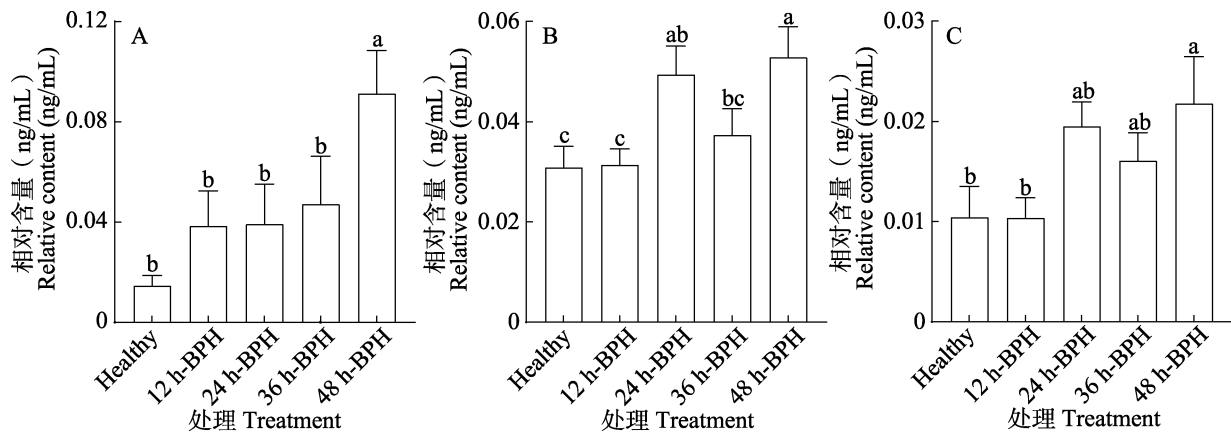 A
相对含量（ng/mL）
Relative content (ng/mL)
0.12
0.08
0.04
0
b
b
b
b
a
Healthy
12 h-BPH
24 h-BPH
36 h-BPH
48 h-BPH
处理 Treatment
B
相对含量（ng/mL）
Relative content (ng/mL)
0.06
0.04
0.02
0
c
c
ab
bc
a
Healthy
12 h-BPH
24 h-BPH
36 h-BPH
48 h-BPH
处理 Treatment
C
相对含量（ng/mL）
Relative content (ng/mL)
0.03
0.02
0.01
0
b
b
ab
ab
a
Healthy
12 h-BPH
24 h-BPH
36 h-BPH
48 h-BPH
处理 Treatment